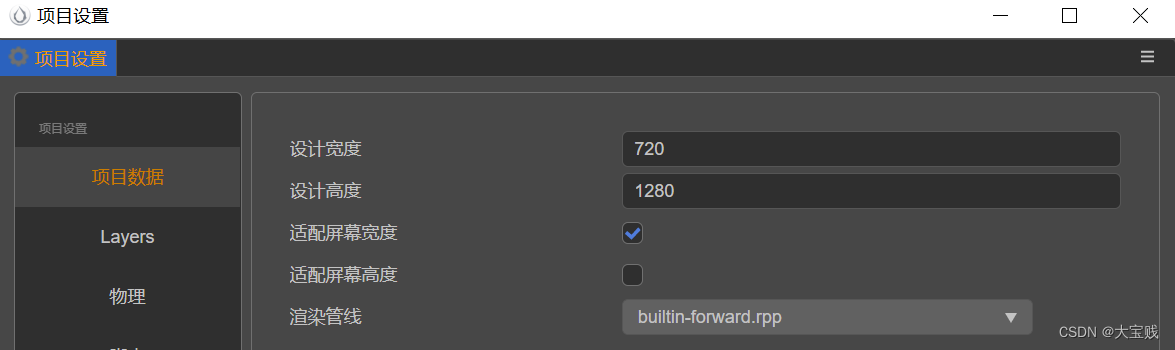 项目设置
项目设置
项目设置
项目数据
Layers
物理
设计宽度 720
设计高度 1280
适配屏幕宽度
适配屏幕高度
渲染管线 builtin-forward.rpp
CSDN @大宝贱